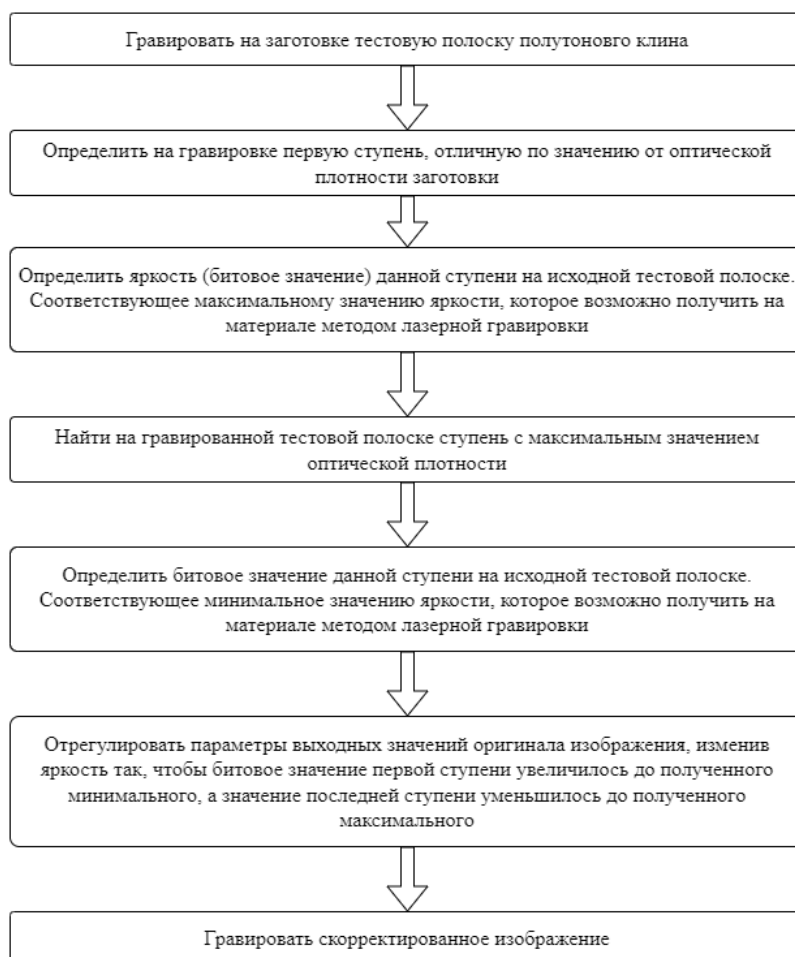 Гравировать на заготовке тестовую полоску полутоновго клина
Определить на гравировке первую ступень, отличную по значению от оптической
плотности заготовки
Определить яркость (битовое значение) данной ступени на исходной тестовой полоске.
Соответствующее максимальному значению яркости, которое возможно получить на
материале методом лазерной гравировки
Найти на гравированной тестовой полоске ступень с максимальным значением
оптической плотности
Определить битовое значение данной ступени на исходной тестовой полоске.
Соответствующее минимальное значению яркости, которое возможно получить на
материале методом лазерной гравировки
Отрегулировать параметры выходных значений оригинала изображения, изменив
яркость так, чтобы битовое значение первой ступени увеличилось до полученного
минимального, а значение последней ступени уменьшилось до полученного
максимального
Гравировать скорректированное изображение